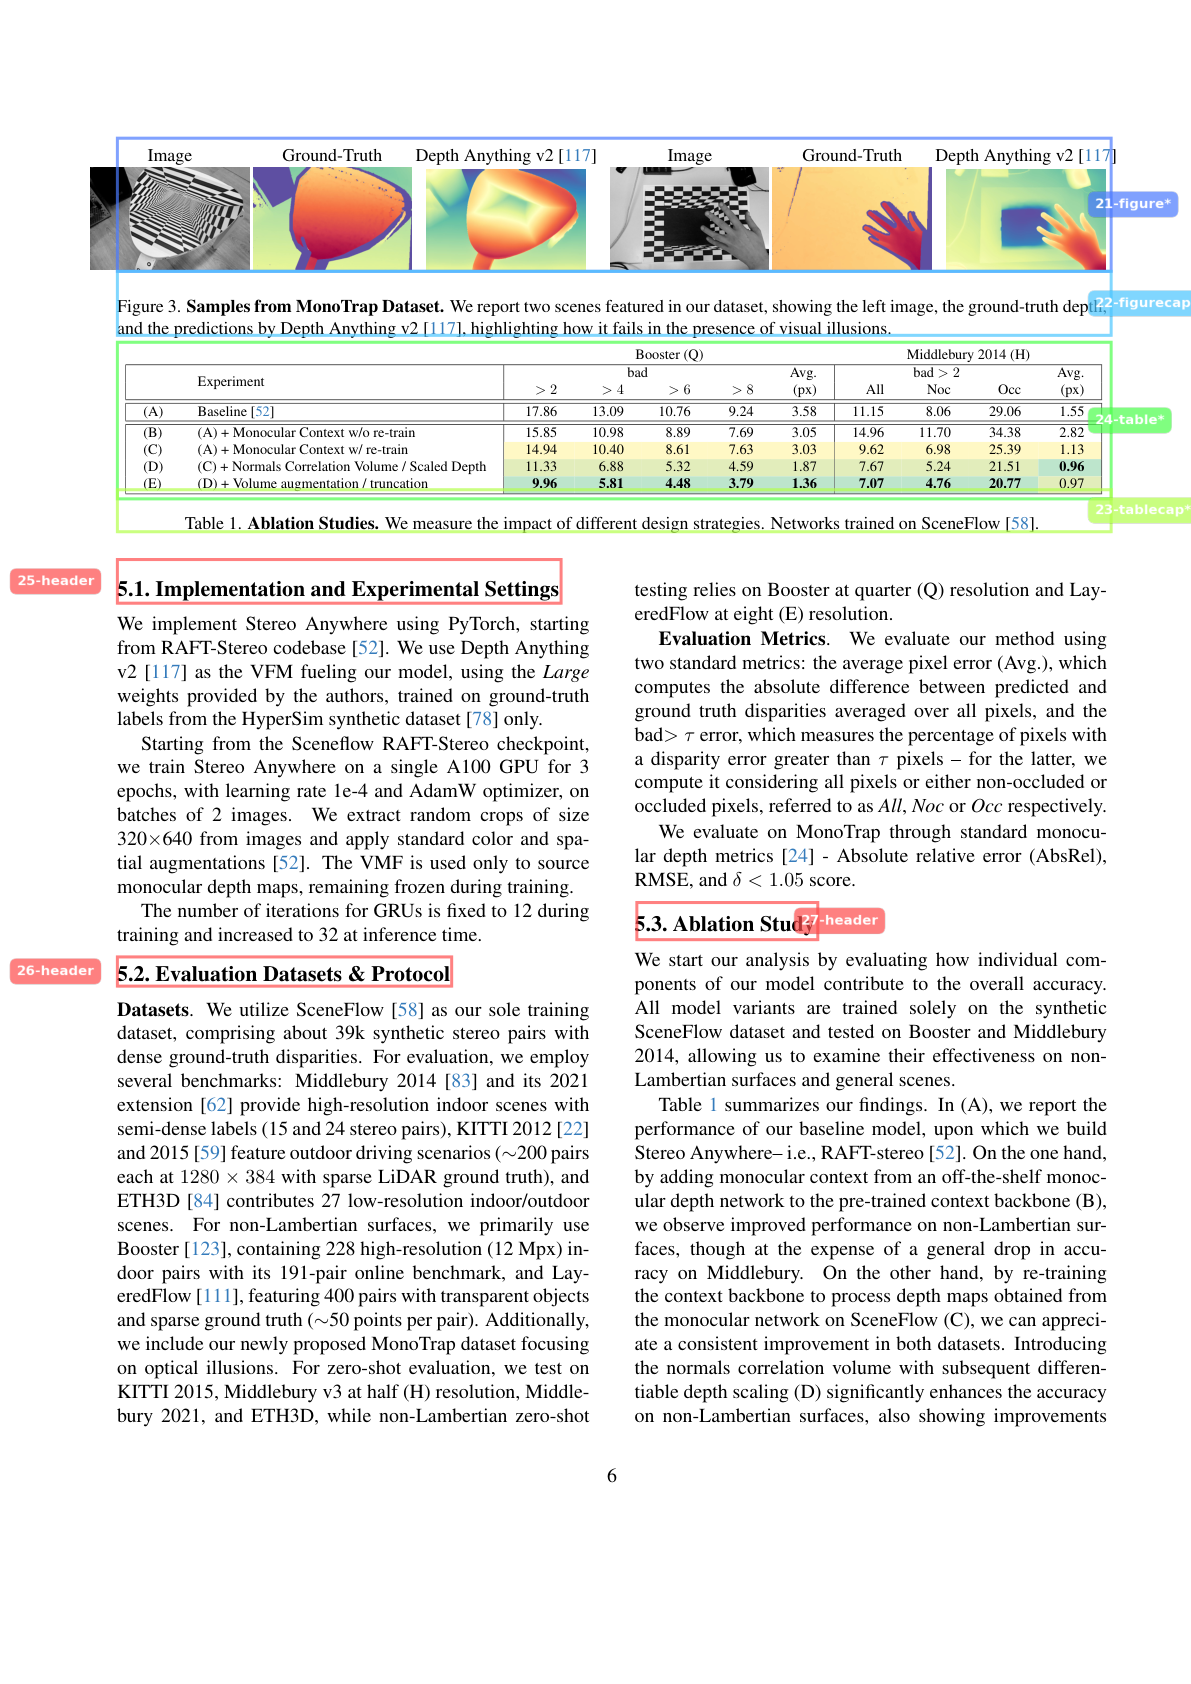 Image Ground-Truth Depth Anything v2 [117] Image Ground-Truth Depth Anything v2 [117]
21-figure*
Figure 3. Samples from MonoTrap Dataset. We report two scenes featured in our dataset, showing the left image, the ground-truth depth,
22-figurecap
and the predictions by Depth Anything v2 [117], highlighting how it fails in the presence of visual illusions.
Booster (Q) Middlebury 2014 (H)
Experiment bad Avg. bad > 2 Avg.
> 2 > 4 > 6 > 8 (px) All Noc Occ (px)
(A) Baseline [52] 17.86 13.09 10.76 9.24 3.58 11.15 8.06 29.06 1.55
24-table*
(B) (A) + Monocular Context w/o re-train 15.85 10.98 8.89 7.69 3.05 14.96 11.70 34.38 2.82
(C) (A) + Monocular Context w/ re-train 14.94 10.40 8.61 7.63 3.03 9.62 6.98 25.39 1.13
(D) (C) + Normals Correlation Volume / Scaled Depth 11.33 6.88 5.32 4.59 1.87 7.67 5.24 21.51 0.96
(E) (D) + Volume augmentation / truncation 9.96 5.81 4.48 3.79 1.36 7.07 4.76 20.77 0.97
23-tablecap*
Table 1. Ablation Studies. We measure the impact of different design strategies. Networks trained on SceneFlow [58].
25-header
5.1. Implementation and Experimental Settings
We implement Stereo Anywhere using PyTorch, starting
from RAFT-Stereo codebase [52]. We use Depth Anything
v2 [117] as the VFM fueling our model, using the Large
weights provided by the authors, trained on ground-truth
labels from the HyperSim synthetic dataset [78] only.
Starting from the Sceneflow RAFT-Stereo checkpoint,
we train Stereo Anywhere on a single A100 GPU for 3
epochs, with learning rate 1e-4 and AdamW optimizer, on
batches of 2 images. We extract random crops of size
320×640 from images and apply standard color and spa-
tial augmentations [52]. The VMF is used only to source
monocular depth maps, remaining frozen during training.
The number of iterations for GRUs is fixed to 12 during
training and increased to 32 at inference time.
26-header
5.2. Evaluation Datasets & Protocol
Datasets. We utilize SceneFlow [58] as our sole training
dataset, comprising about 39k synthetic stereo pairs with
dense ground-truth disparities. For evaluation, we employ
several benchmarks: Middlebury 2014 [83] and its 2021
extension [62] provide high-resolution indoor scenes with
semi-dense labels (15 and 24 stereo pairs), KITTI 2012 [22]
and 2015 [59] feature outdoor driving scenarios (∼200 pairs
each at 1280 × 384 with sparse LiDAR ground truth), and
ETH3D [84] contributes 27 low-resolution indoor/outdoor
scenes. For non-Lambertian surfaces, we primarily use
Booster [123], containing 228 high-resolution (12 Mpx) in-
door pairs with its 191-pair online benchmark, and Lay-
eredFlow [111], featuring 400 pairs with transparent objects
and sparse ground truth (∼50 points per pair). Additionally,
we include our newly proposed MonoTrap dataset focusing
on optical illusions. For zero-shot evaluation, we test on
KITTI 2015, Middlebury v3 at half (H) resolution, Middle-
bury 2021, and ETH3D, while non-Lambertian zero-shot
testing relies on Booster at quarter (Q) resolution and Lay-
eredFlow at eight (E) resolution.
Evaluation Metrics. We evaluate our method using
two standard metrics: the average pixel error (Avg.), which
computes the absolute difference between predicted and
ground truth disparities averaged over all pixels, and the
bad> τ error, which measures the percentage of pixels with
a disparity error greater than τ pixels – for the latter, we
compute it considering all pixels or either non-occluded or
occluded pixels, referred to as All, Noc or Occ respectively.
We evaluate on MonoTrap through standard monocu-
lar depth metrics [24] - Absolute relative error (AbsRel),
RMSE, and δ < 1.05 score.
5.3. Ablation Study
27-header
We start our analysis by evaluating how individual com-
ponents of our model contribute to the overall accuracy.
All model variants are trained solely on the synthetic
SceneFlow dataset and tested on Booster and Middlebury
2014, allowing us to examine their effectiveness on non-
Lambertian surfaces and general scenes.
Table 1 summarizes our findings. In (A), we report the
performance of our baseline model, upon which we build
Stereo Anywhere– i.e., RAFT-stereo [52]. On the one hand,
by adding monocular context from an off-the-shelf monoc-
ular depth network to the pre-trained context backbone (B),
we observe improved performance on non-Lambertian sur-
faces, though at the expense of a general drop in accu-
racy on Middlebury. On the other hand, by re-training
the context backbone to process depth maps obtained from
the monocular network on SceneFlow (C), we can appreci-
ate a consistent improvement in both datasets. Introducing
the normals correlation volume with subsequent differen-
tiable depth scaling (D) significantly enhances the accuracy
on non-Lambertian surfaces, also showing improvements
6